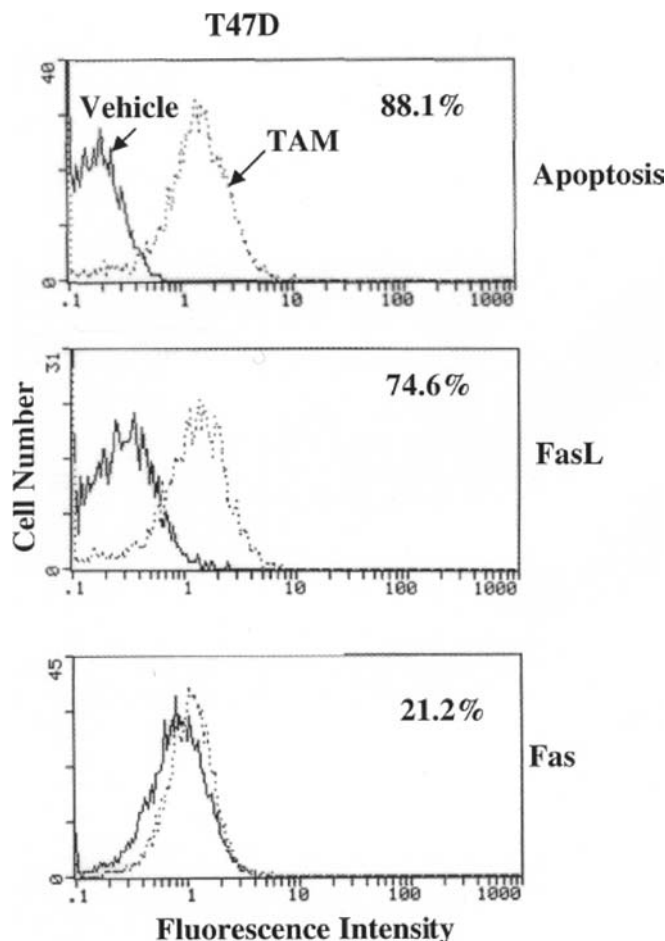 T47D
40
Vehicle
88.1%
TAM
Apoptosis
0
.1 1 10 100 1000
31
74.6%
FasL
Cell Number
0
.1 1 10 100 1000
45
21.2%
Fas
0
.1 1 10 100 1000
Fluorescence Intensity